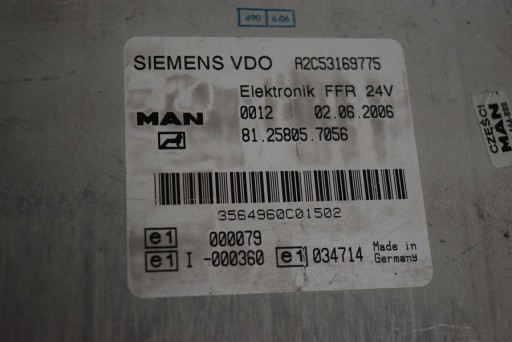 490 6.06
SIEMENS VDO A2C53169775
Elektronik FFR 24V
MAN 0012 02.06.2006
81.25805.7056
3564960C01502
e1 000079
e1 I -000360 e1 034714
Made in
Germany
CZĘŚCI
MAN